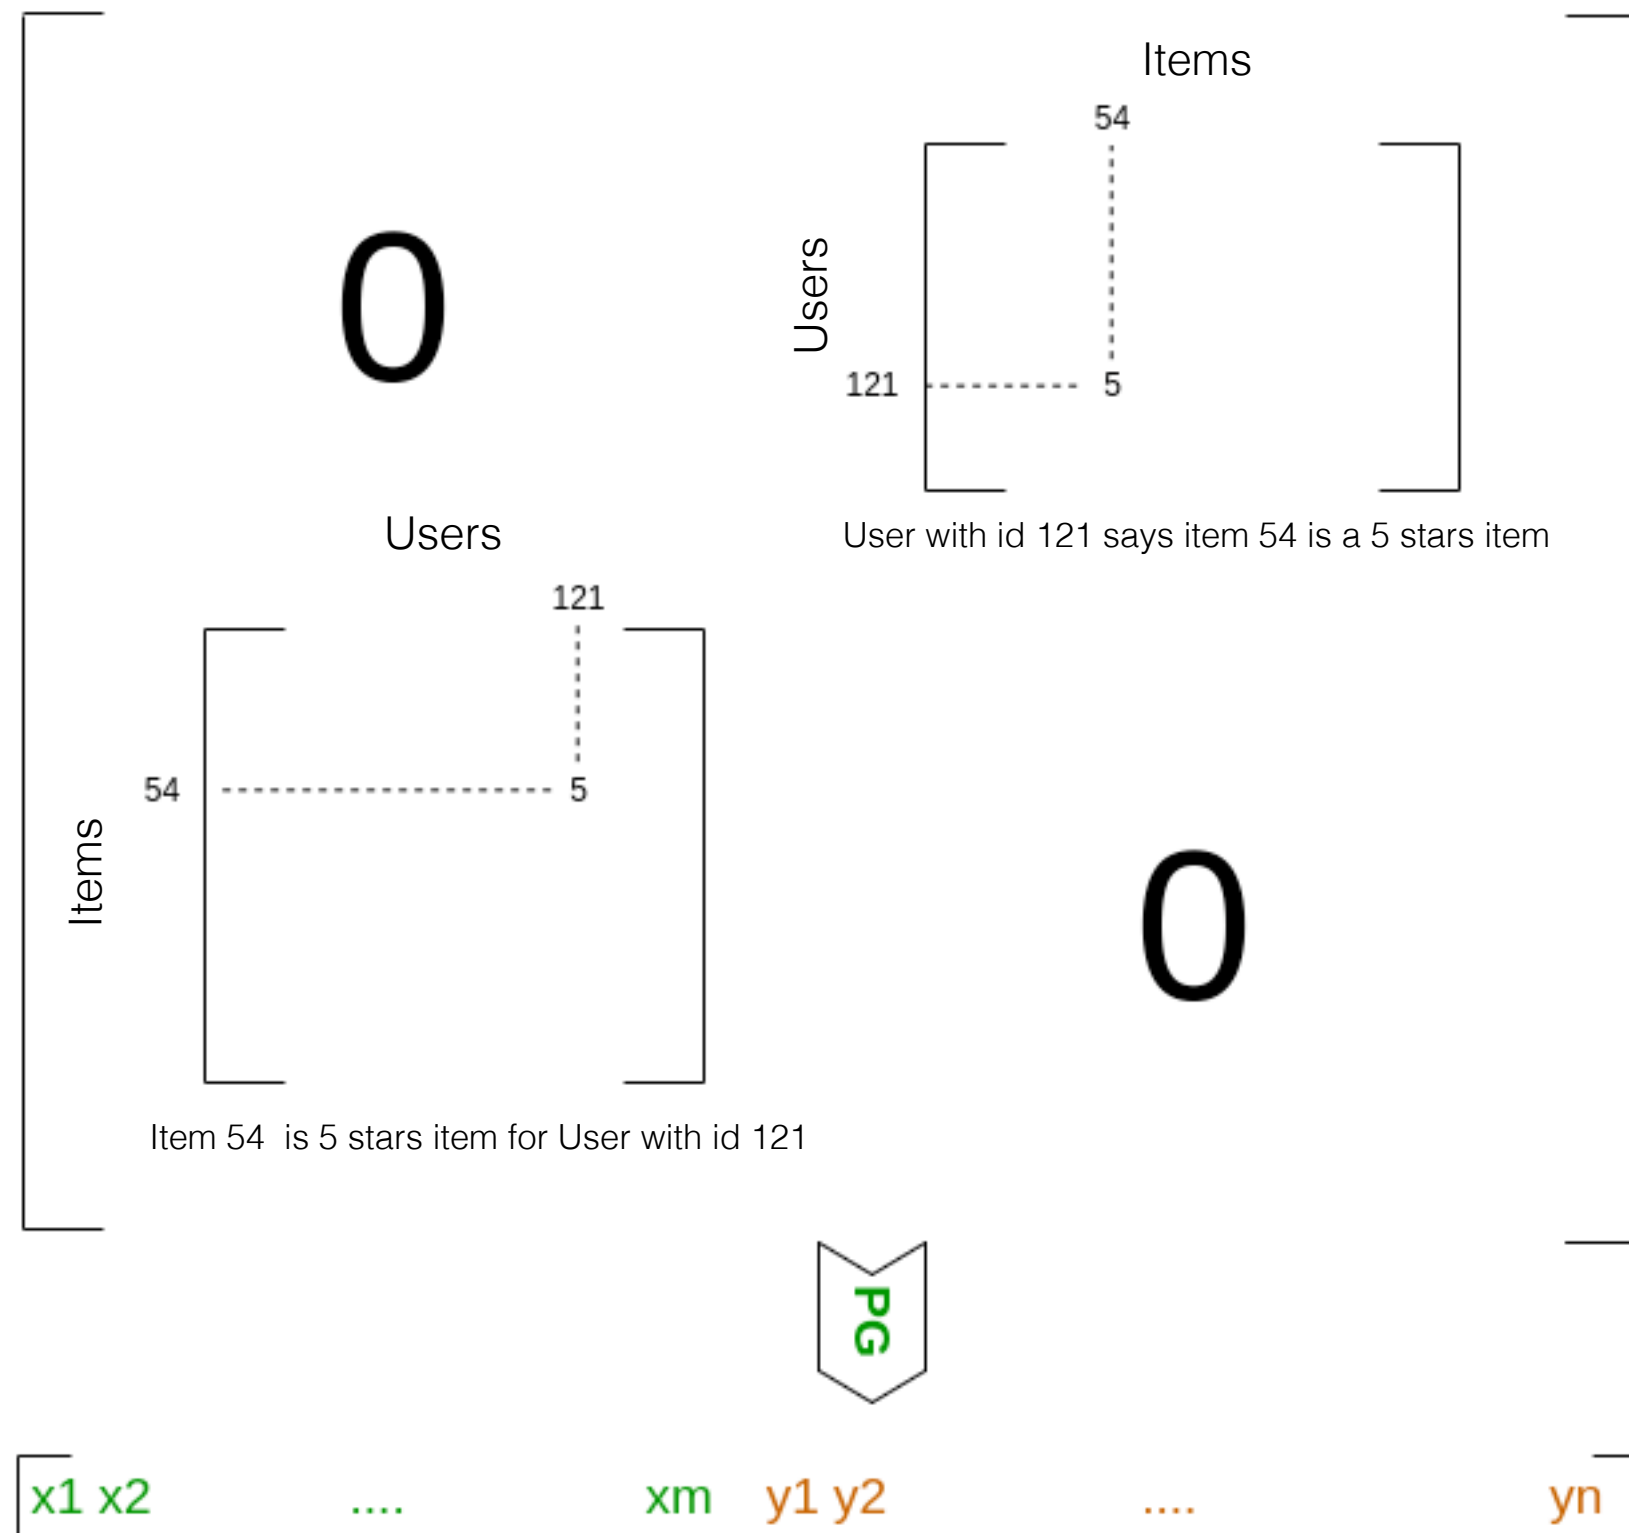 Items
54
0
Users
121
5
User with id 121 says item 54 is a 5 stars item
Users
121
54
5
Items
0
Item 54 is 5 stars item for User with id 121
PG
x1 x2 .... xm y1 y2 .... yn